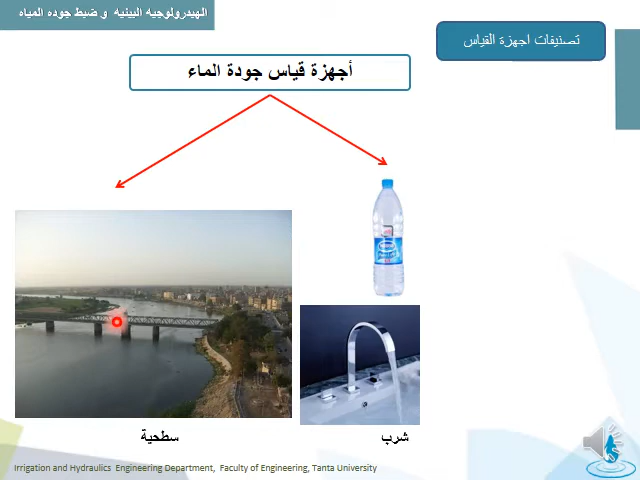 الهيدرولوجيه البيئيه و ضبط جوده المياه
تصنيفات اجهزة القياس
أجهزة قياس جودة الماء
سطحية
شرب
Irrigation and Hydraulics Engineering Department, Faculty of Engineering, Tanta University